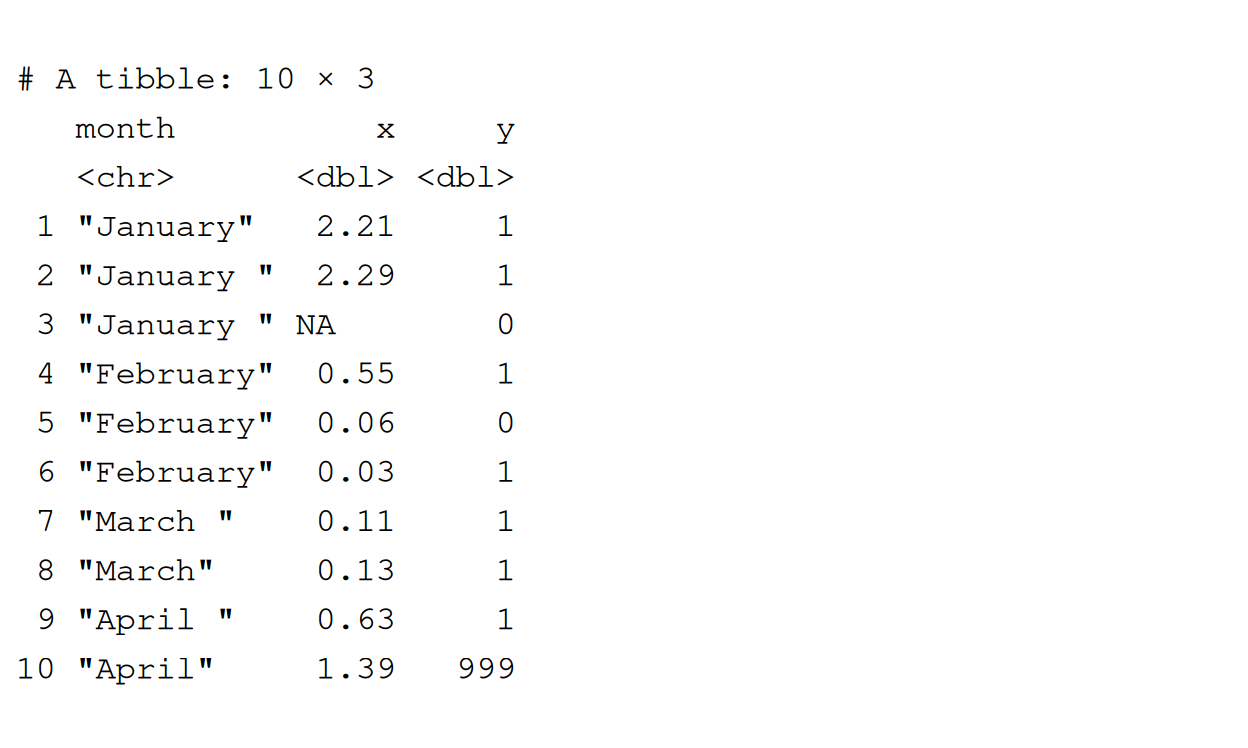 # A tibble: 10 × 3
   month          x     y
   <chr>      <dbl> <dbl>
 1 "January"   2.21     1
 2 "January "  2.29     1
 3 "January " NA        0
 4 "February"  0.55     1
 5 "February"  0.06     0
 6 "February"  0.03     1
 7 "March "    0.11     1
 8 "March"     0.13     1
 9 "April "    0.63     1
10 "April"     1.39   999